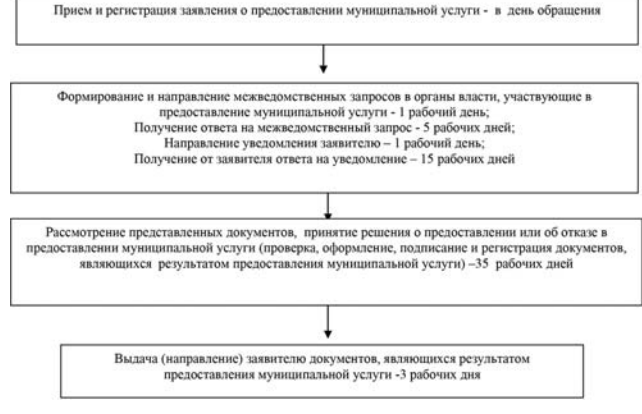 Прием и регистрация заявления о предоставлении муниципальной услуги - в день обращения
Формирование и направление межведомственных запросов в органы власти, участвующие в
предоставление муниципальной услуги - 1 рабочий день;
Получение ответа на межведомственный запрос - 5 рабочих дней;
Направление уведомления заявителю – 1 рабочий день;
Получение от заявителя ответа на уведомление – 15 рабочих дней
Рассмотрение представленных документов, принятие решения о предоставлении или об отказе в
предоставлении муниципальной услуги (проверка, оформление, подписание и регистрация документов,
являющихся результатом предоставления муниципальной услуги) –35 рабочих дней
Выдача (направление) заявителю документов, являющихся результатом
предоставления муниципальной услуги -3 рабочих дня